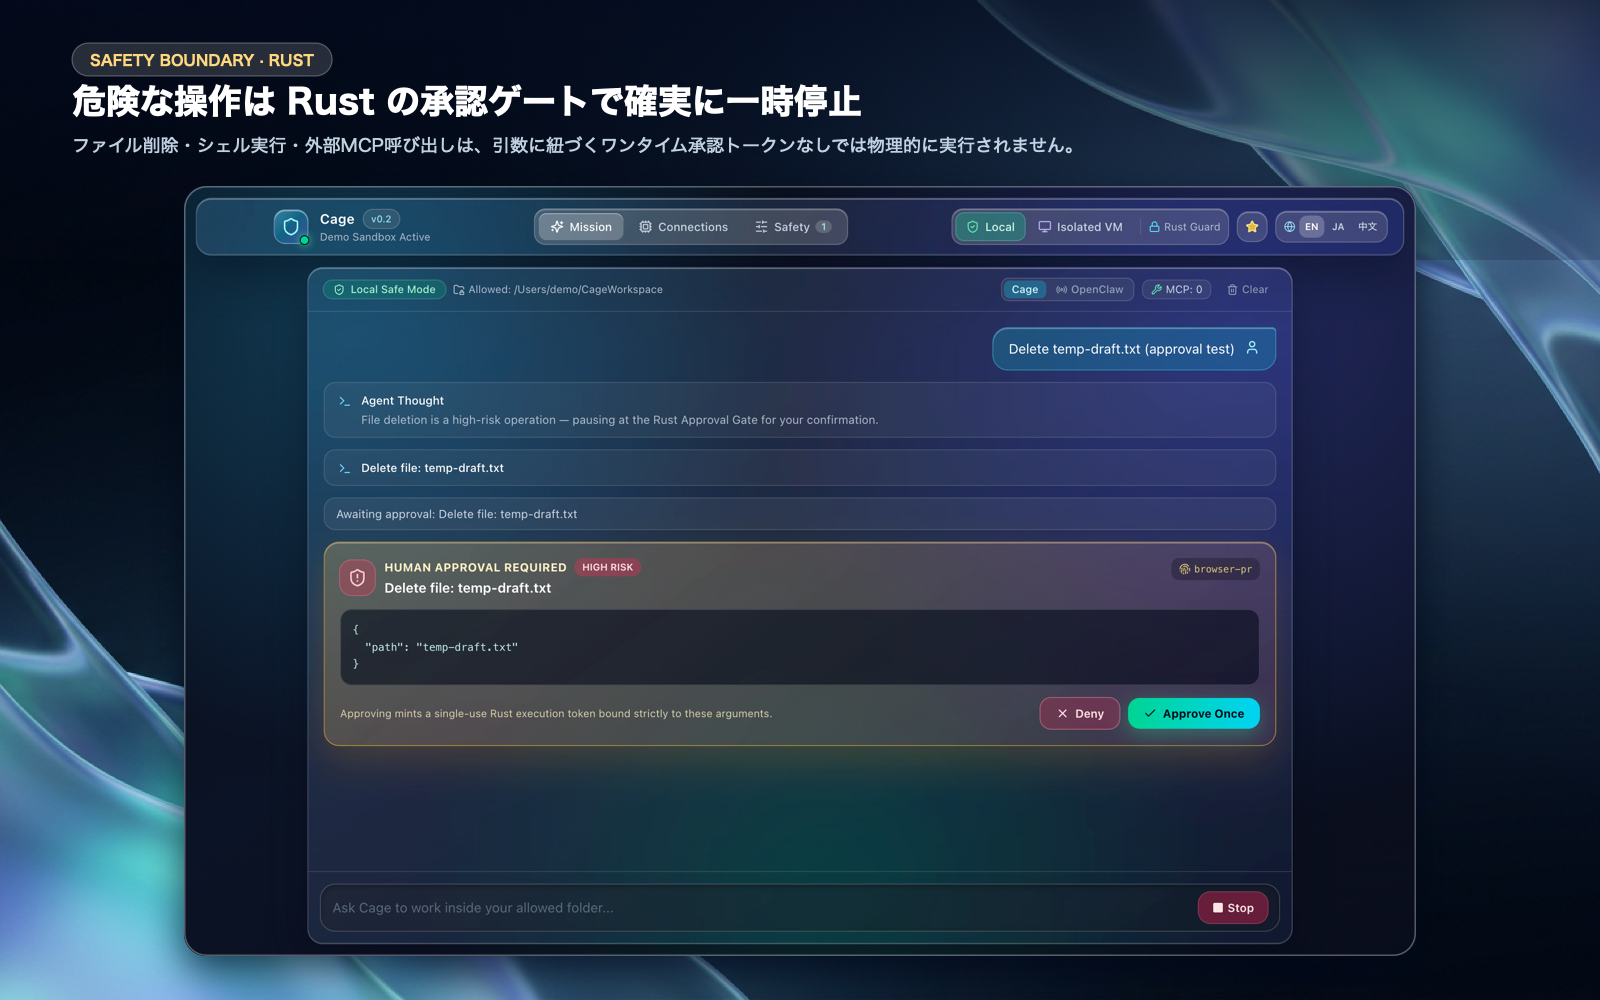 SAFETY BOUNDARY · RUST
危険な操作は Rust の承認ゲートで確実に一時停止
ファイル削除・シェル実行・外部MCP呼び出しは、引数に紐づくワンタイム承認トークンなしでは物理的に実行されません。
Cage v0.2
Demo Sandbox Active
Mission
Connections
Safety 1
Local
Isolated VM
Rust Guard
EN JA 中文
Local Safe Mode
Allowed: /Users/demo/CageWorkspace
Cage
OpenClaw
MCP: 0
Clear
Delete temp-draft.txt (approval test)
Agent Thought
File deletion is a high-risk operation — pausing at the Rust Approval Gate for your confirmation.
Delete file: temp-draft.txt
Awaiting approval: Delete file: temp-draft.txt
HUMAN APPROVAL REQUIRED HIGH RISK
browser-pr
Delete file: temp-draft.txt
{
"path": "temp-draft.txt"
}
Approving mints a single-use Rust execution token bound strictly to these arguments.
Deny
Approve Once
Ask Cage to work inside your allowed folder...
Stop